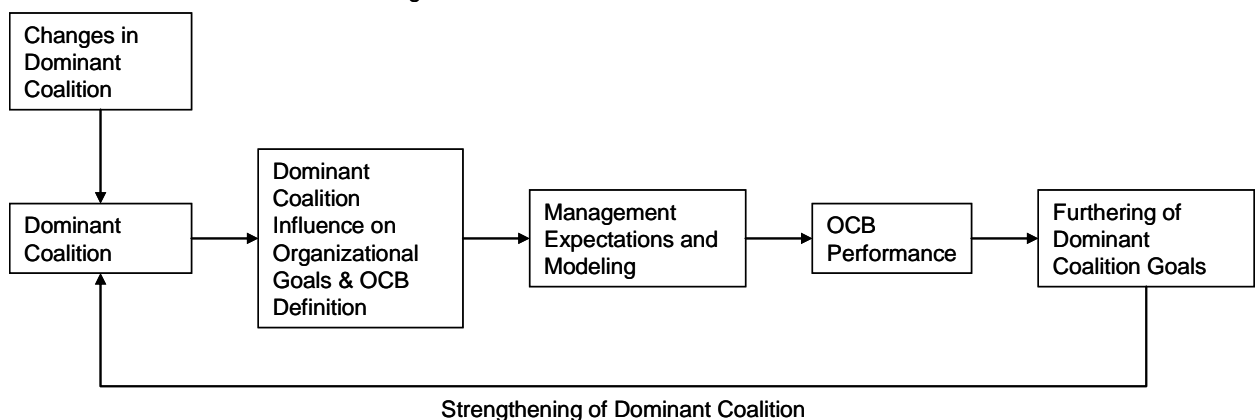 Changes in
Dominant
Coalition
Dominant
Coalition
Dominant
Coalition
Influence on
Organizational
Goals & OCB
Definition
Management
Expectations and
Modeling
OCB
Performance
Furthering of
Dominant
Coalition Goals
Strengthening of Dominant Coalition